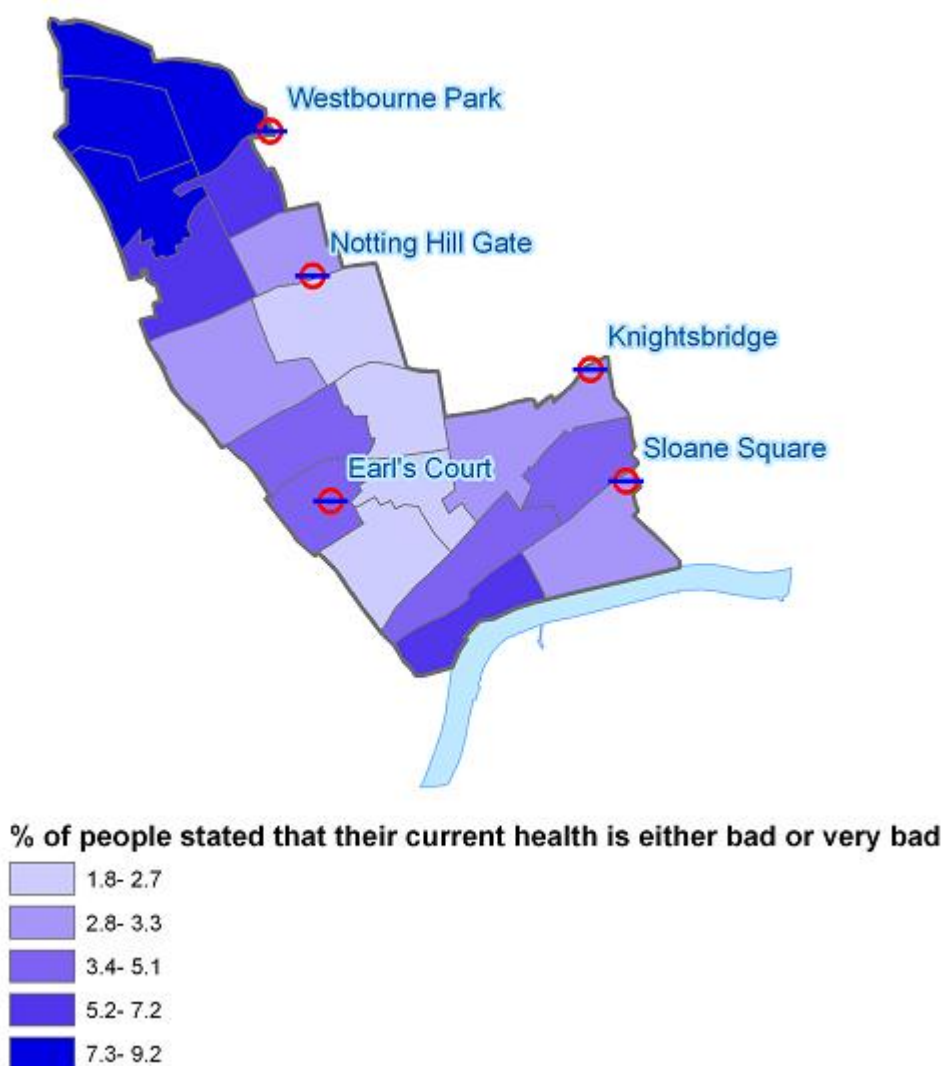 Westbourne Park
Notting Hill Gate
Knightsbridge
Sloane Square
Earl's Court
% of people stated that their current health is either bad or very bad
1.8- 2.7
2.8- 3.3
3.4- 5.1
5.2- 7.2
7.3- 9.2